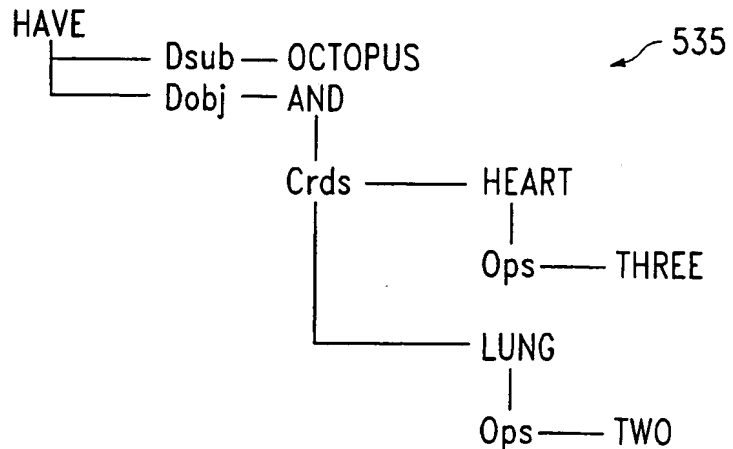 HAVE
535
Dsub OCTOPUS
Dobj AND
Crds HEART
Ops THREE
LUNG
Ops TWO